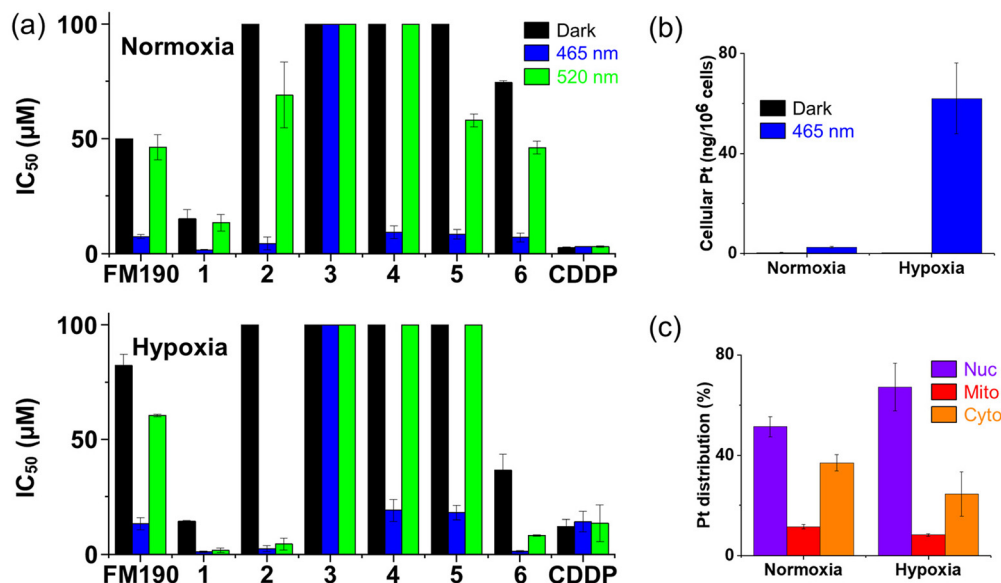 (a)
Normoxia
Dark
465 nm
520 nm
IC50 (µM)
100
50
0
FM190 1 2 3 4 5 6 CDDP
Hypoxia
IC50 (µM)
100
50
0
FM190 1 2 3 4 5 6 CDDP
(b)
Dark
465 nm
Cellular Pt (ng/10⁶ cells)
80
40
0
Normoxia Hypoxia
(c)
Nuc
Mito
Cyto
Pt distribution (%)
80
40
0
Normoxia Hypoxia